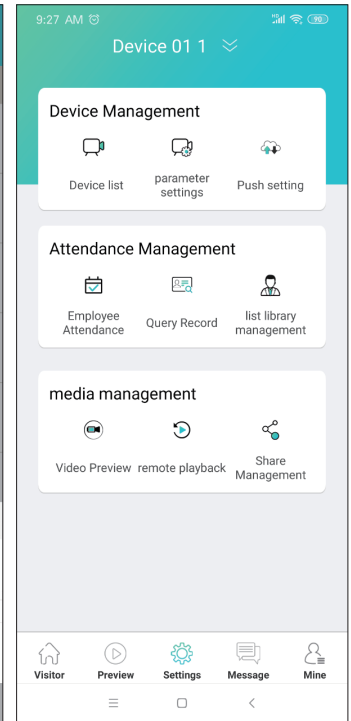 9:27 AM
HD 90
Device 01 1
Device Management
Device list
parameter
settings
Push setting
Attendance Management
Employee
Attendance
Query Record
list library
management
media management
Video Preview
remote playback
Share
Management
Visitor
Preview
Settings
Message
Mine